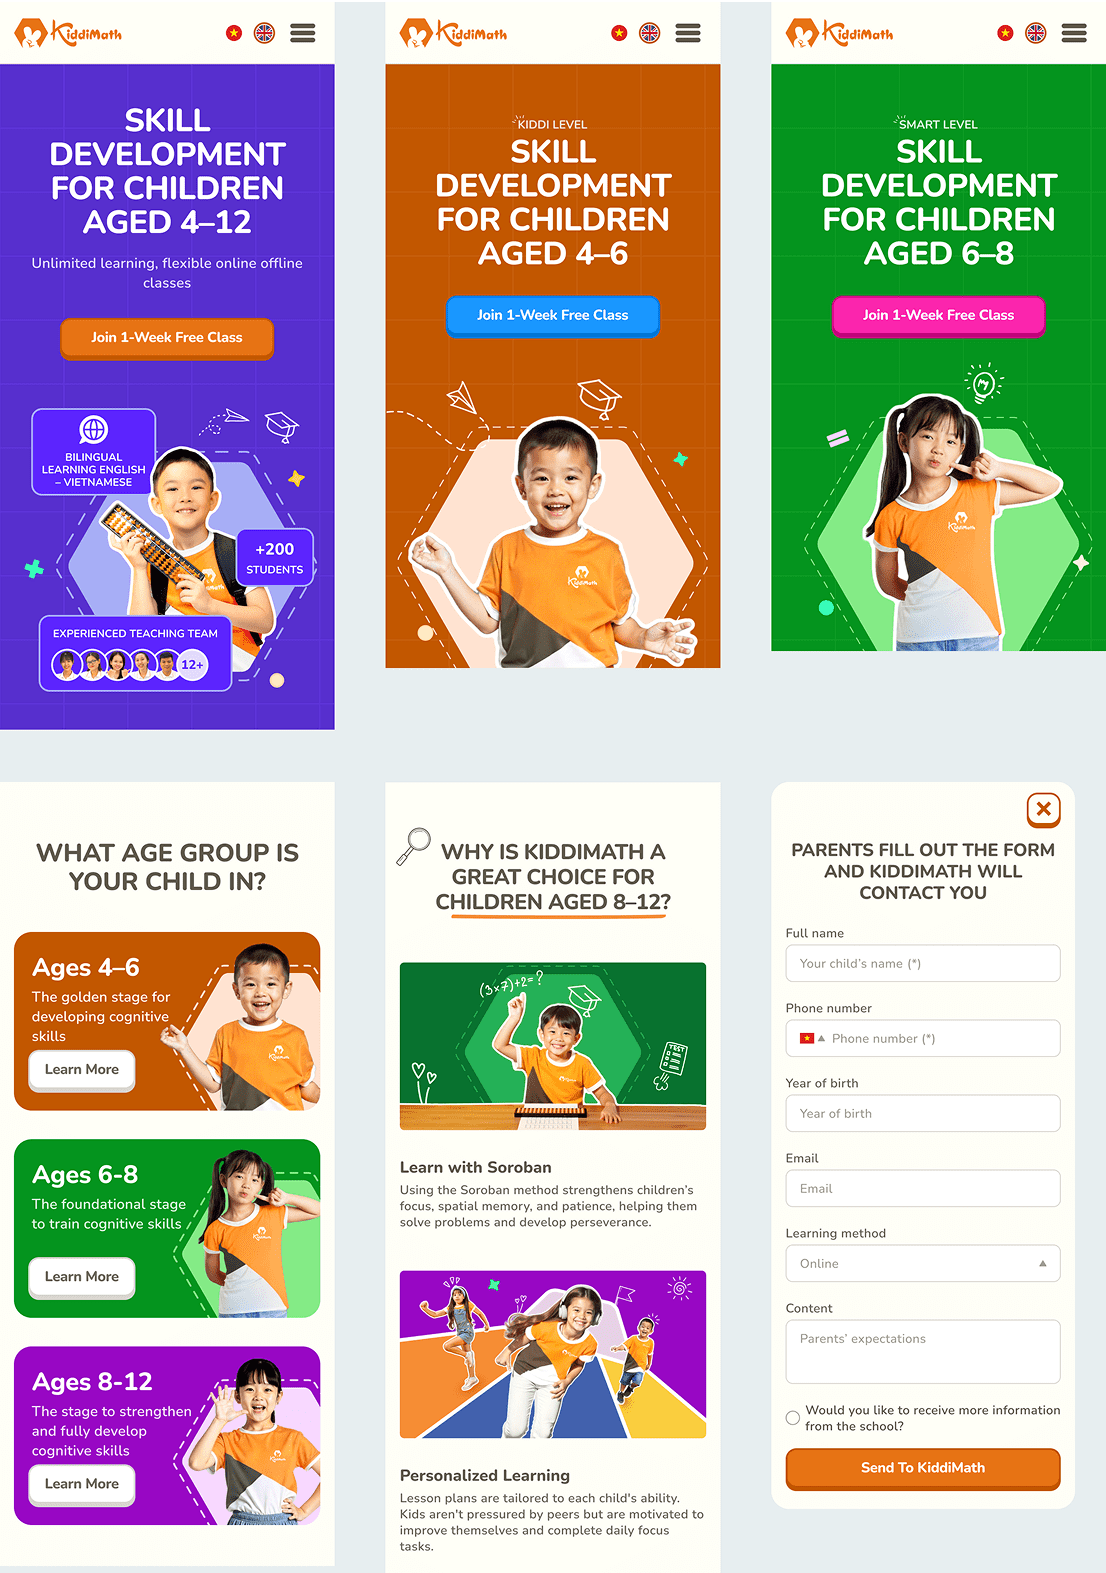 KiddiMath
SKILL
DEVELOPMENT
FOR CHILDREN
AGED 4–12
Unlimited learning, flexible online offline
classes
Join 1-Week Free Class
BILINGUAL
LEARNING ENGLISH
– VIETNAMESE
+200
STUDENTS
EXPERIENCED TEACHING TEAM
12+
KiddiMath
KIDDI LEVEL
SKILL
DEVELOPMENT
FOR CHILDREN
AGED 4–6
Join 1-Week Free Class
KiddiMath
KiddiMath
SMART LEVEL
SKILL
DEVELOPMENT
FOR CHILDREN
AGED 6–8
Join 1-Week Free Class
KiddiMath
WHAT AGE GROUP IS
YOUR CHILD IN?
Ages 4–6
The golden stage for
developing cognitive
skills
Learn More
KiddiMath
Ages 6-8
The foundational stage
to train cognitive skills
Learn More
KiddiMath
Ages 8-12
The stage to strengthen
and fully develop
cognitive skills
Learn More
KiddiMath
WHY IS KIDDIMATH A
GREAT CHOICE FOR
CHILDREN AGED 8–12?
(3×7)+2=?
TEST
Learn with Soroban
Using the Soroban method strengthens children's
focus, spatial memory, and patience, helping them
solve problems and develop perseverance.
Personalized Learning
Lesson plans are tailored to each child's ability.
Kids aren't pressured by peers but are motivated to
improve themselves and complete daily focus
tasks.
PARENTS FILL OUT THE FORM
AND KIDDIMATH WILL
CONTACT YOU
Full name
Your child's name (*)
Phone number
Phone number (*)
Year of birth
Year of birth
Email
Email
Learning method
Online
Content
Parents' expectations
Would you like to receive more information
from the school?
Send To KiddiMath